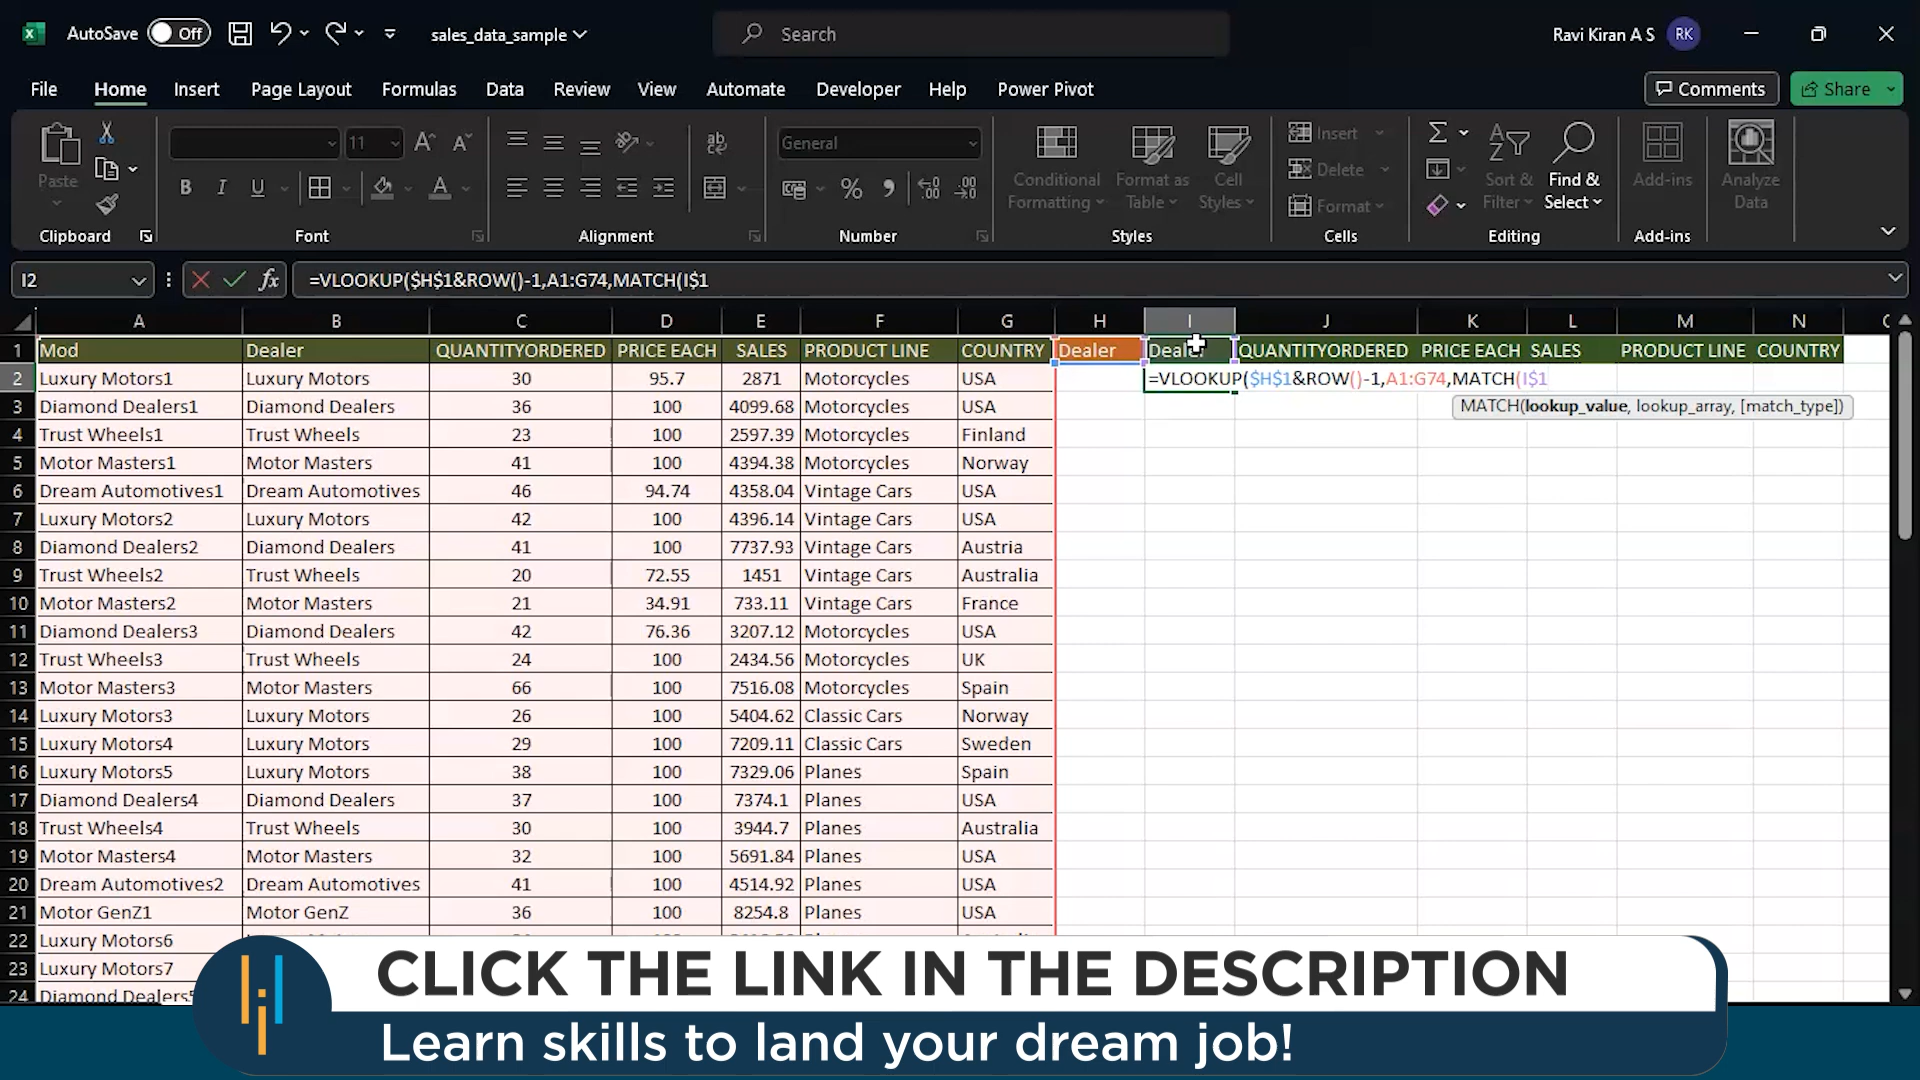 AutoSave Off sales_data_sample Search Ravi Kiran A S RK
File Home Insert Page Layout Formulas Data Review View Automate Developer Help Power Pivot Comments Share
Paste
Clipboard
11
B I U A
Font
ab
Alignment
General
%
Number
Conditional Formatting
Format as Table
Cell Styles
Styles
Insert
Delete
Format
Cells
Sort & Filter
Find & Select
Editing
Add-ins
Add-ins
Analyze Data
I2 fx =VLOOKUP($H$1&ROW()-1,A1:G74,MATCH(I$1
A B C D E F G H I J K L M N
1 Mod Dealer QUANTITYORDERED PRICE EACH SALES PRODUCT LINE COUNTRY Dealer Dealer QUANTITYORDERED PRICE EACH SALES PRODUCT LINE COUNTRY
2 Luxury Motors1 Luxury Motors 30 95.7 2871 Motorcycles USA =VLOOKUP($H$1&ROW()-1,A1:G74,MATCH(I$1
3 Diamond Dealers1 Diamond Dealers 36 100 4099.68 Motorcycles USA MATCH(lookup_value, lookup_array, [match_type])
4 Trust Wheels1 Trust Wheels 23 100 2597.39 Motorcycles Finland
5 Motor Masters1 Motor Masters 41 100 4394.38 Motorcycles Norway
6 Dream Automotives1 Dream Automotives 46 94.74 4358.04 Vintage Cars USA
7 Luxury Motors2 Luxury Motors 42 100 4396.14 Vintage Cars USA
8 Diamond Dealers2 Diamond Dealers 41 100 7737.93 Vintage Cars Austria
9 Trust Wheels2 Trust Wheels 20 72.55 1451 Vintage Cars Australia
10 Motor Masters2 Motor Masters 21 34.91 733.11 Vintage Cars France
11 Diamond Dealers3 Diamond Dealers 42 76.36 3207.12 Motorcycles USA
12 Trust Wheels3 Trust Wheels 24 100 2434.56 Motorcycles UK
13 Motor Masters3 Motor Masters 66 100 7516.08 Motorcycles Spain
14 Luxury Motors3 Luxury Motors 26 100 5404.62 Classic Cars Norway
15 Luxury Motors4 Luxury Motors 29 100 7209.11 Classic Cars Sweden
16 Luxury Motors5 Luxury Motors 38 100 7329.06 Planes Spain
17 Diamond Dealers4 Diamond Dealers 37 100 7374.1 Planes USA
18 Trust Wheels4 Trust Wheels 30 100 3944.7 Planes Australia
19 Motor Masters4 Motor Masters 32 100 5691.84 Planes USA
20 Dream Automotives2 Dream Automotives 41 100 4514.92 Planes USA
21 Motor GenZ1 Motor GenZ 36 100 8254.8 Planes USA
22 Luxury Motors6
23 Luxury Motors7
24 Diamond Dealers5
CLICK THE LINK IN THE DESCRIPTION
Learn skills to land your dream job!